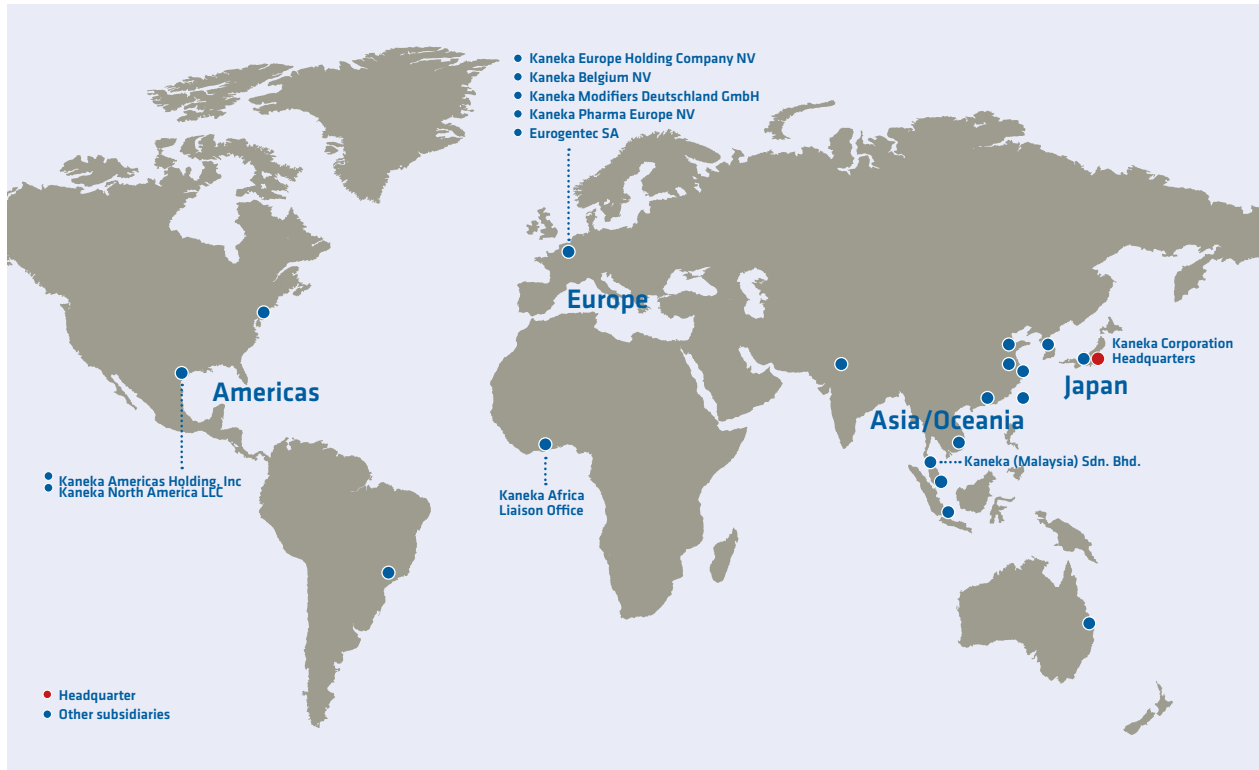 Kaneka Europe Holding Company NV
Kaneka Belgium NV
Kaneka Modifiers Deutschland GmbH
Kaneka Pharma Europe NV
Eurogentec SA
Europe
Kaneka Corporation
Headquarters
Japan
Americas
Asia/Oceania
Kaneka (Malaysia) Sdn. Bhd.
Kaneka Americas Holding, Inc
Kaneka North America LLC
Kaneka Africa
Liaison Office
Headquarter
Other subsidiaries